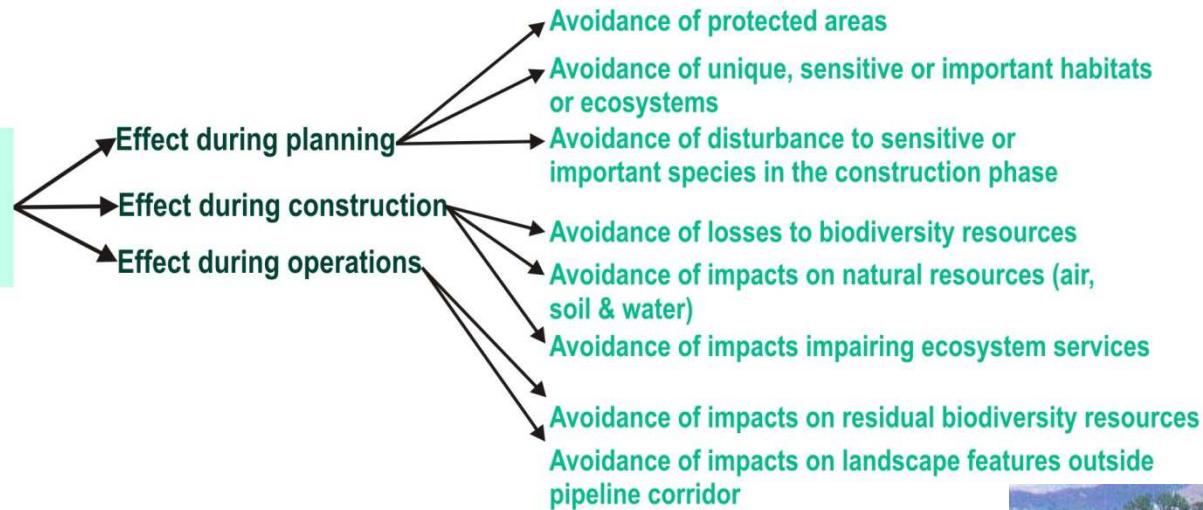 Avoidance of protected areas
Avoidance of unique, sensitive or important habitats
or ecosystems
Effect during planning
Avoidance of disturbance to sensitive or
important species in the construction phase
Effect during construction
Avoidance of losses to biodiversity resources
Effect during operations
Avoidance of impacts on natural resources (air,
soil & water)
Avoidance of impacts impairing ecosystem services
Avoidance of impacts on residual biodiversity resources
Avoidance of impacts on landscape features outside
pipeline corridor